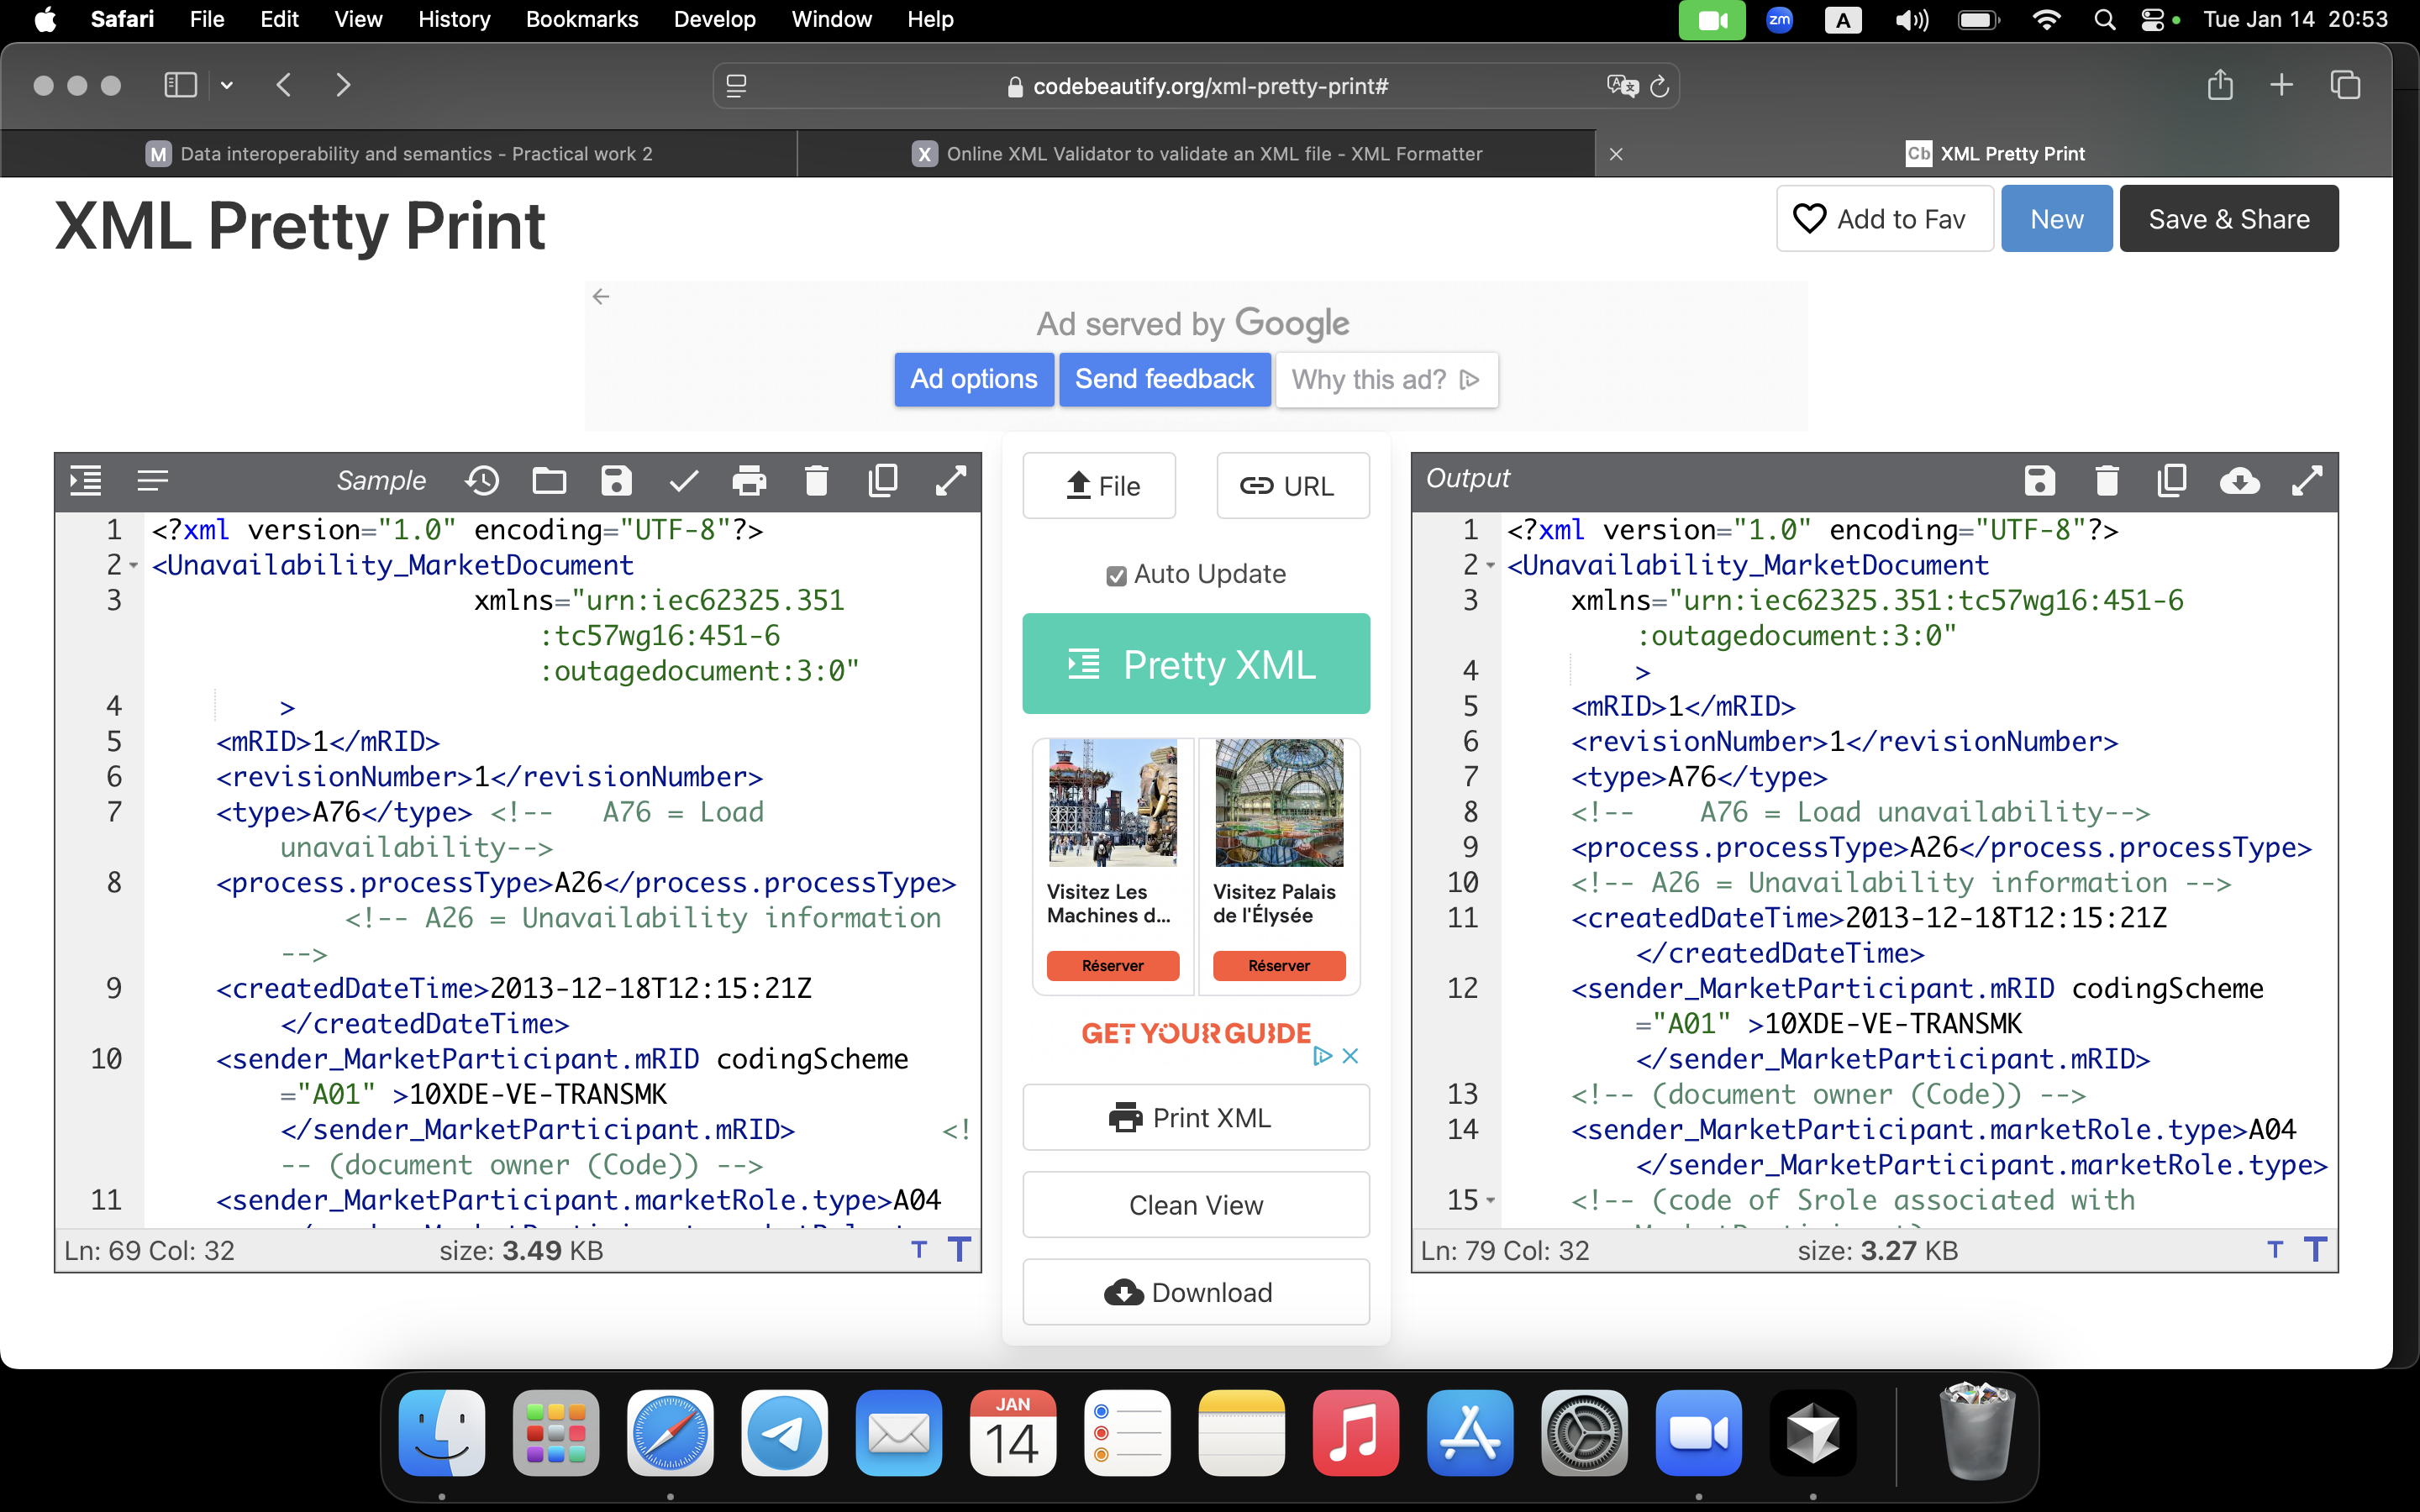 Safari File Edit View History Bookmarks Develop Window Help zm A Tue Jan 14 20:53
codebeautify.org/xml-pretty-print#
M Data interoperability and semantics - Practical work 2
X Online XML Validator to validate an XML file - XML Formatter
Cb XML Pretty Print
XML Pretty Print
Add to Fav
New
Save & Share
Ad served by Google
Ad options
Send feedback
Why this ad?
Sample
1 <?xml version="1.0" encoding="UTF-8"?>
2 <Unavailability_MarketDocument
3 xmlns="urn:iec62325.351
:tc57wg16:451-6
:outagedocument:3:0"
4 >
5 <mRID>1</mRID>
6 <revisionNumber>1</revisionNumber>
7 <type>A76</type> <!-- A76 = Load
unavailability-->
8 <process.processType>A26</process.processType>
<!-- A26 = Unavailability information
-->
9 <createdDateTime>2013-12-18T12:15:21Z
</createdDateTime>
10 <sender_MarketParticipant.mRID codingScheme
="A01" >10XDE-VE-TRANSMK
</sender_MarketParticipant.mRID> <!
-- (document owner (Code)) -->
11 <sender_MarketParticipant.marketRole.type>A04
Ln: 69 Col: 32 size: 3.49 KB T T
File
URL
Auto Update
Pretty XML
Visitez Les
Machines d...
Réserver
Visitez Palais
de l'Élysée
Réserver
GET YOUR GUIDE
Print XML
Clean View
Download
Output
1 <?xml version="1.0" encoding="UTF-8"?>
2 <Unavailability_MarketDocument
3 xmlns="urn:iec62325.351:tc57wg16:451-6
:outagedocument:3:0"
4 >
5 <mRID>1</mRID>
6 <revisionNumber>1</revisionNumber>
7 <type>A76</type>
8 <!-- A76 = Load unavailability-->
9 <process.processType>A26</process.processType>
10 <!-- A26 = Unavailability information -->
11 <createdDateTime>2013-12-18T12:15:21Z
</createdDateTime>
12 <sender_MarketParticipant.mRID codingScheme
="A01" >10XDE-VE-TRANSMK
</sender_MarketParticipant.mRID>
13 <!-- (document owner (Code)) -->
14 <sender_MarketParticipant.marketRole.type>A04
</sender_MarketParticipant.marketRole.type>
15 <!-- (code of Srole associated with
Ln: 79 Col: 32 size: 3.27 KB T T
JAN
14